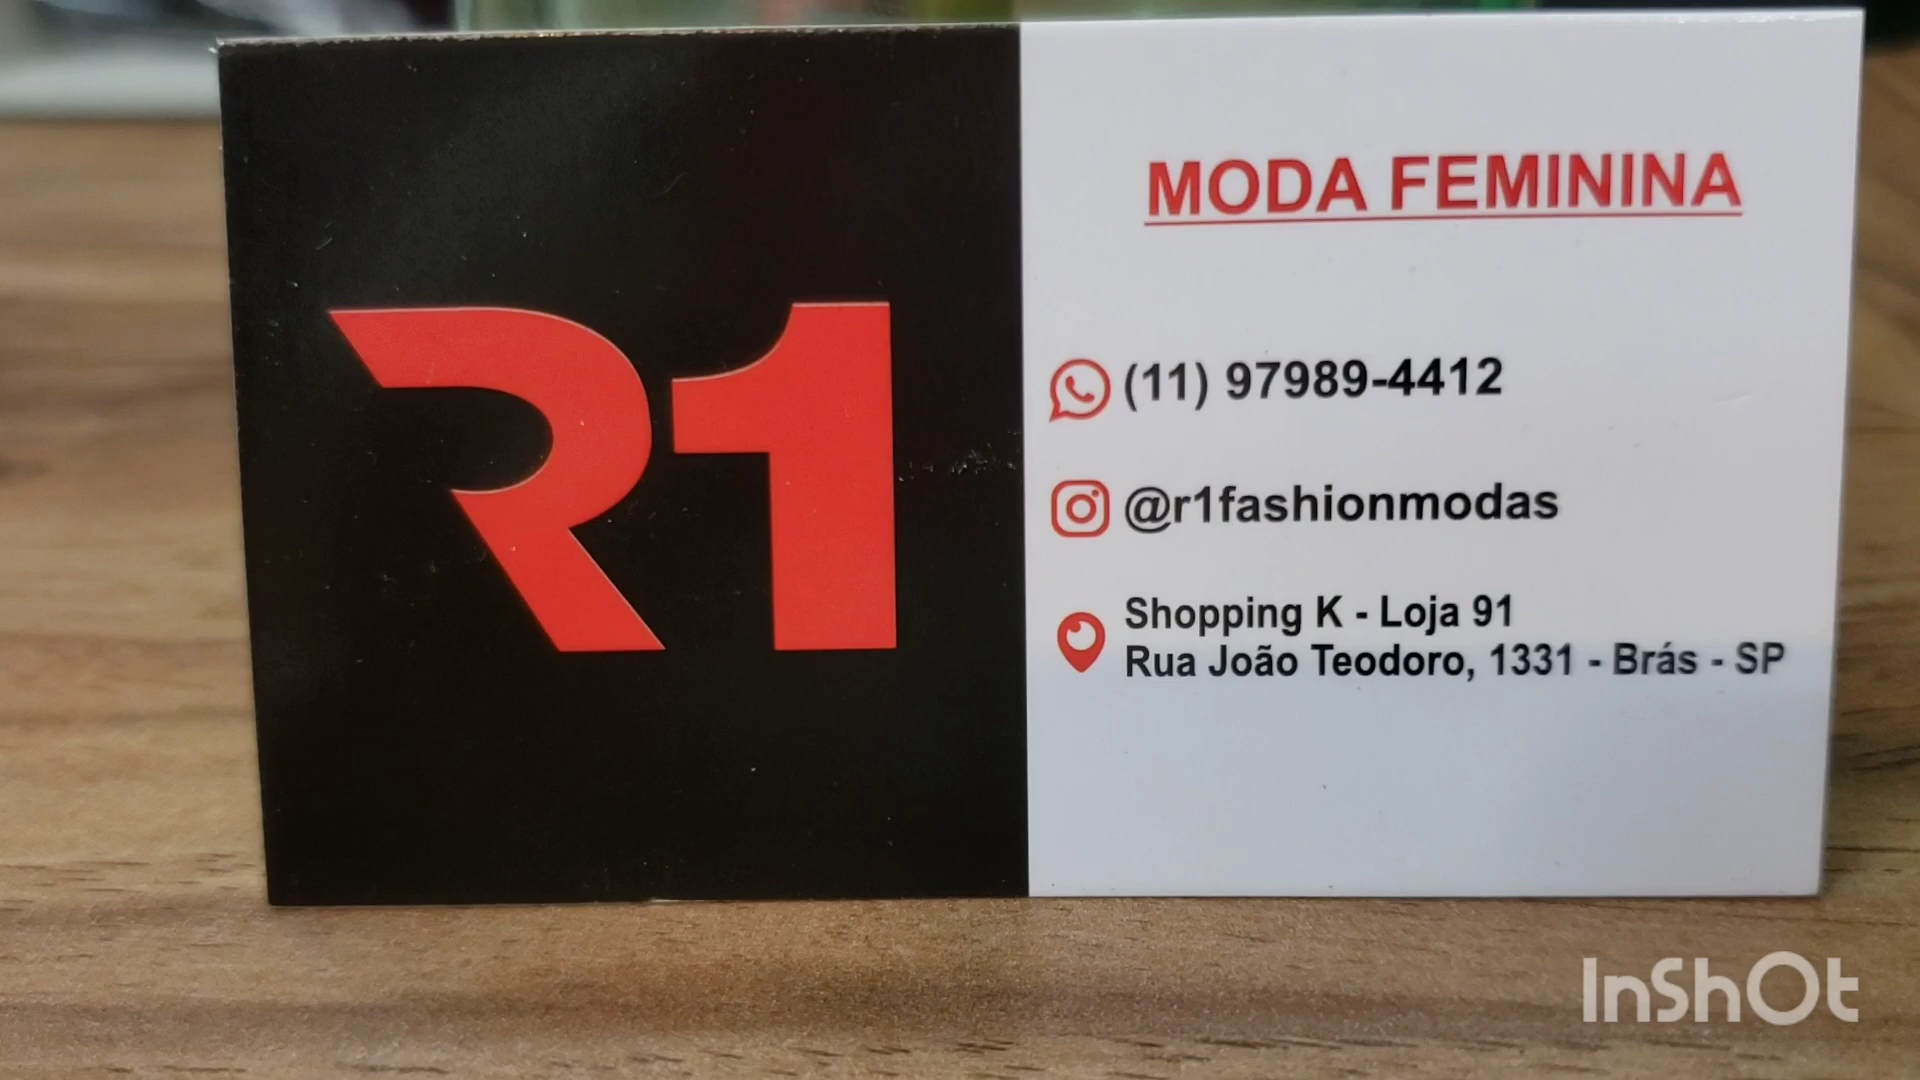 R1
MODA FEMININA
(11) 97989-4412
@r1fashionmodas
Shopping K - Loja 91
Rua João Teodoro, 1331 - Brás - SP
InShOt